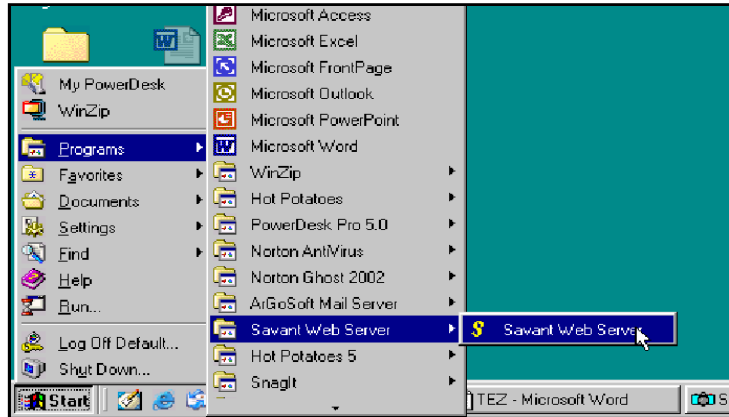 My PowerDesk
WinZip
Programs
Favorites
Documents
Settings
Find
Help
Run...
Log Off Default...
Shut Down...
Microsoft Access
Microsoft Excel
Microsoft FrontPage
Microsoft Outlook
Microsoft PowerPoint
Microsoft Word
WinZip
Hot Potatoes
PowerDesk Pro 5.0
Norton AntiVirus
Norton Ghost 2002
ArGoSoft Mail Server
Savant Web Server
Hot Potatoes 5
SnagIt
Savant Web Server
Start
TEZ - Microsoft Word
S